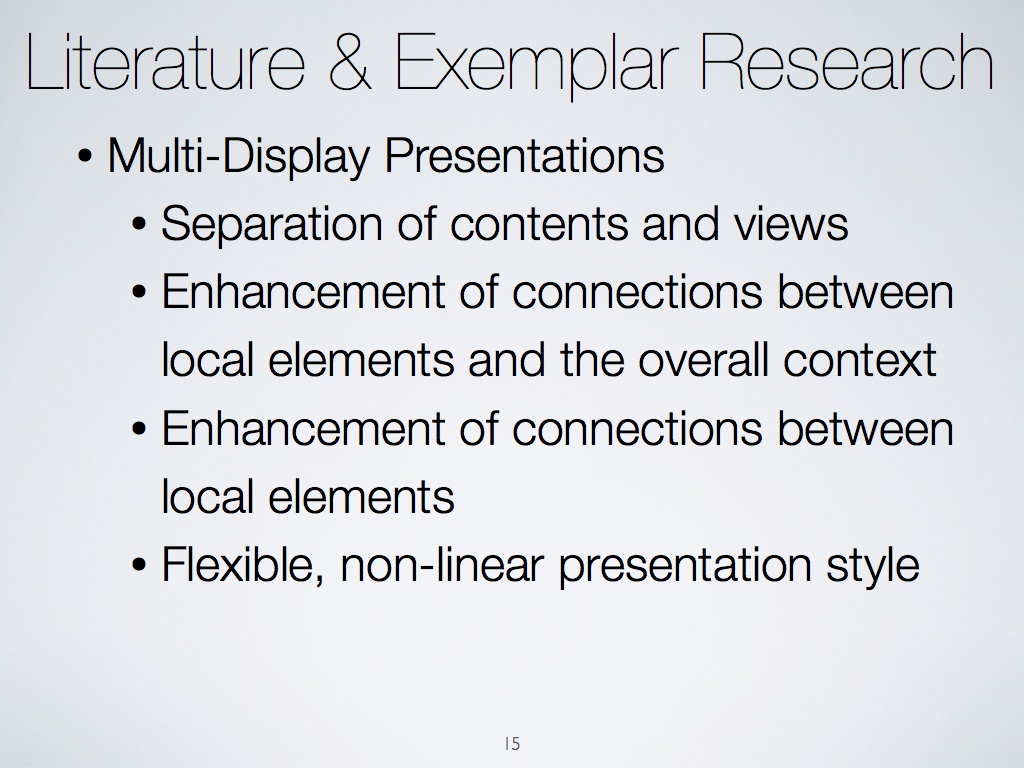 Literature & Exemplar Research
• Multi-Display Presentations
• Separation of contents and views
• Enhancement of connections between
local elements and the overall context
• Enhancement of connections between
local elements
• Flexible, non-linear presentation style
15